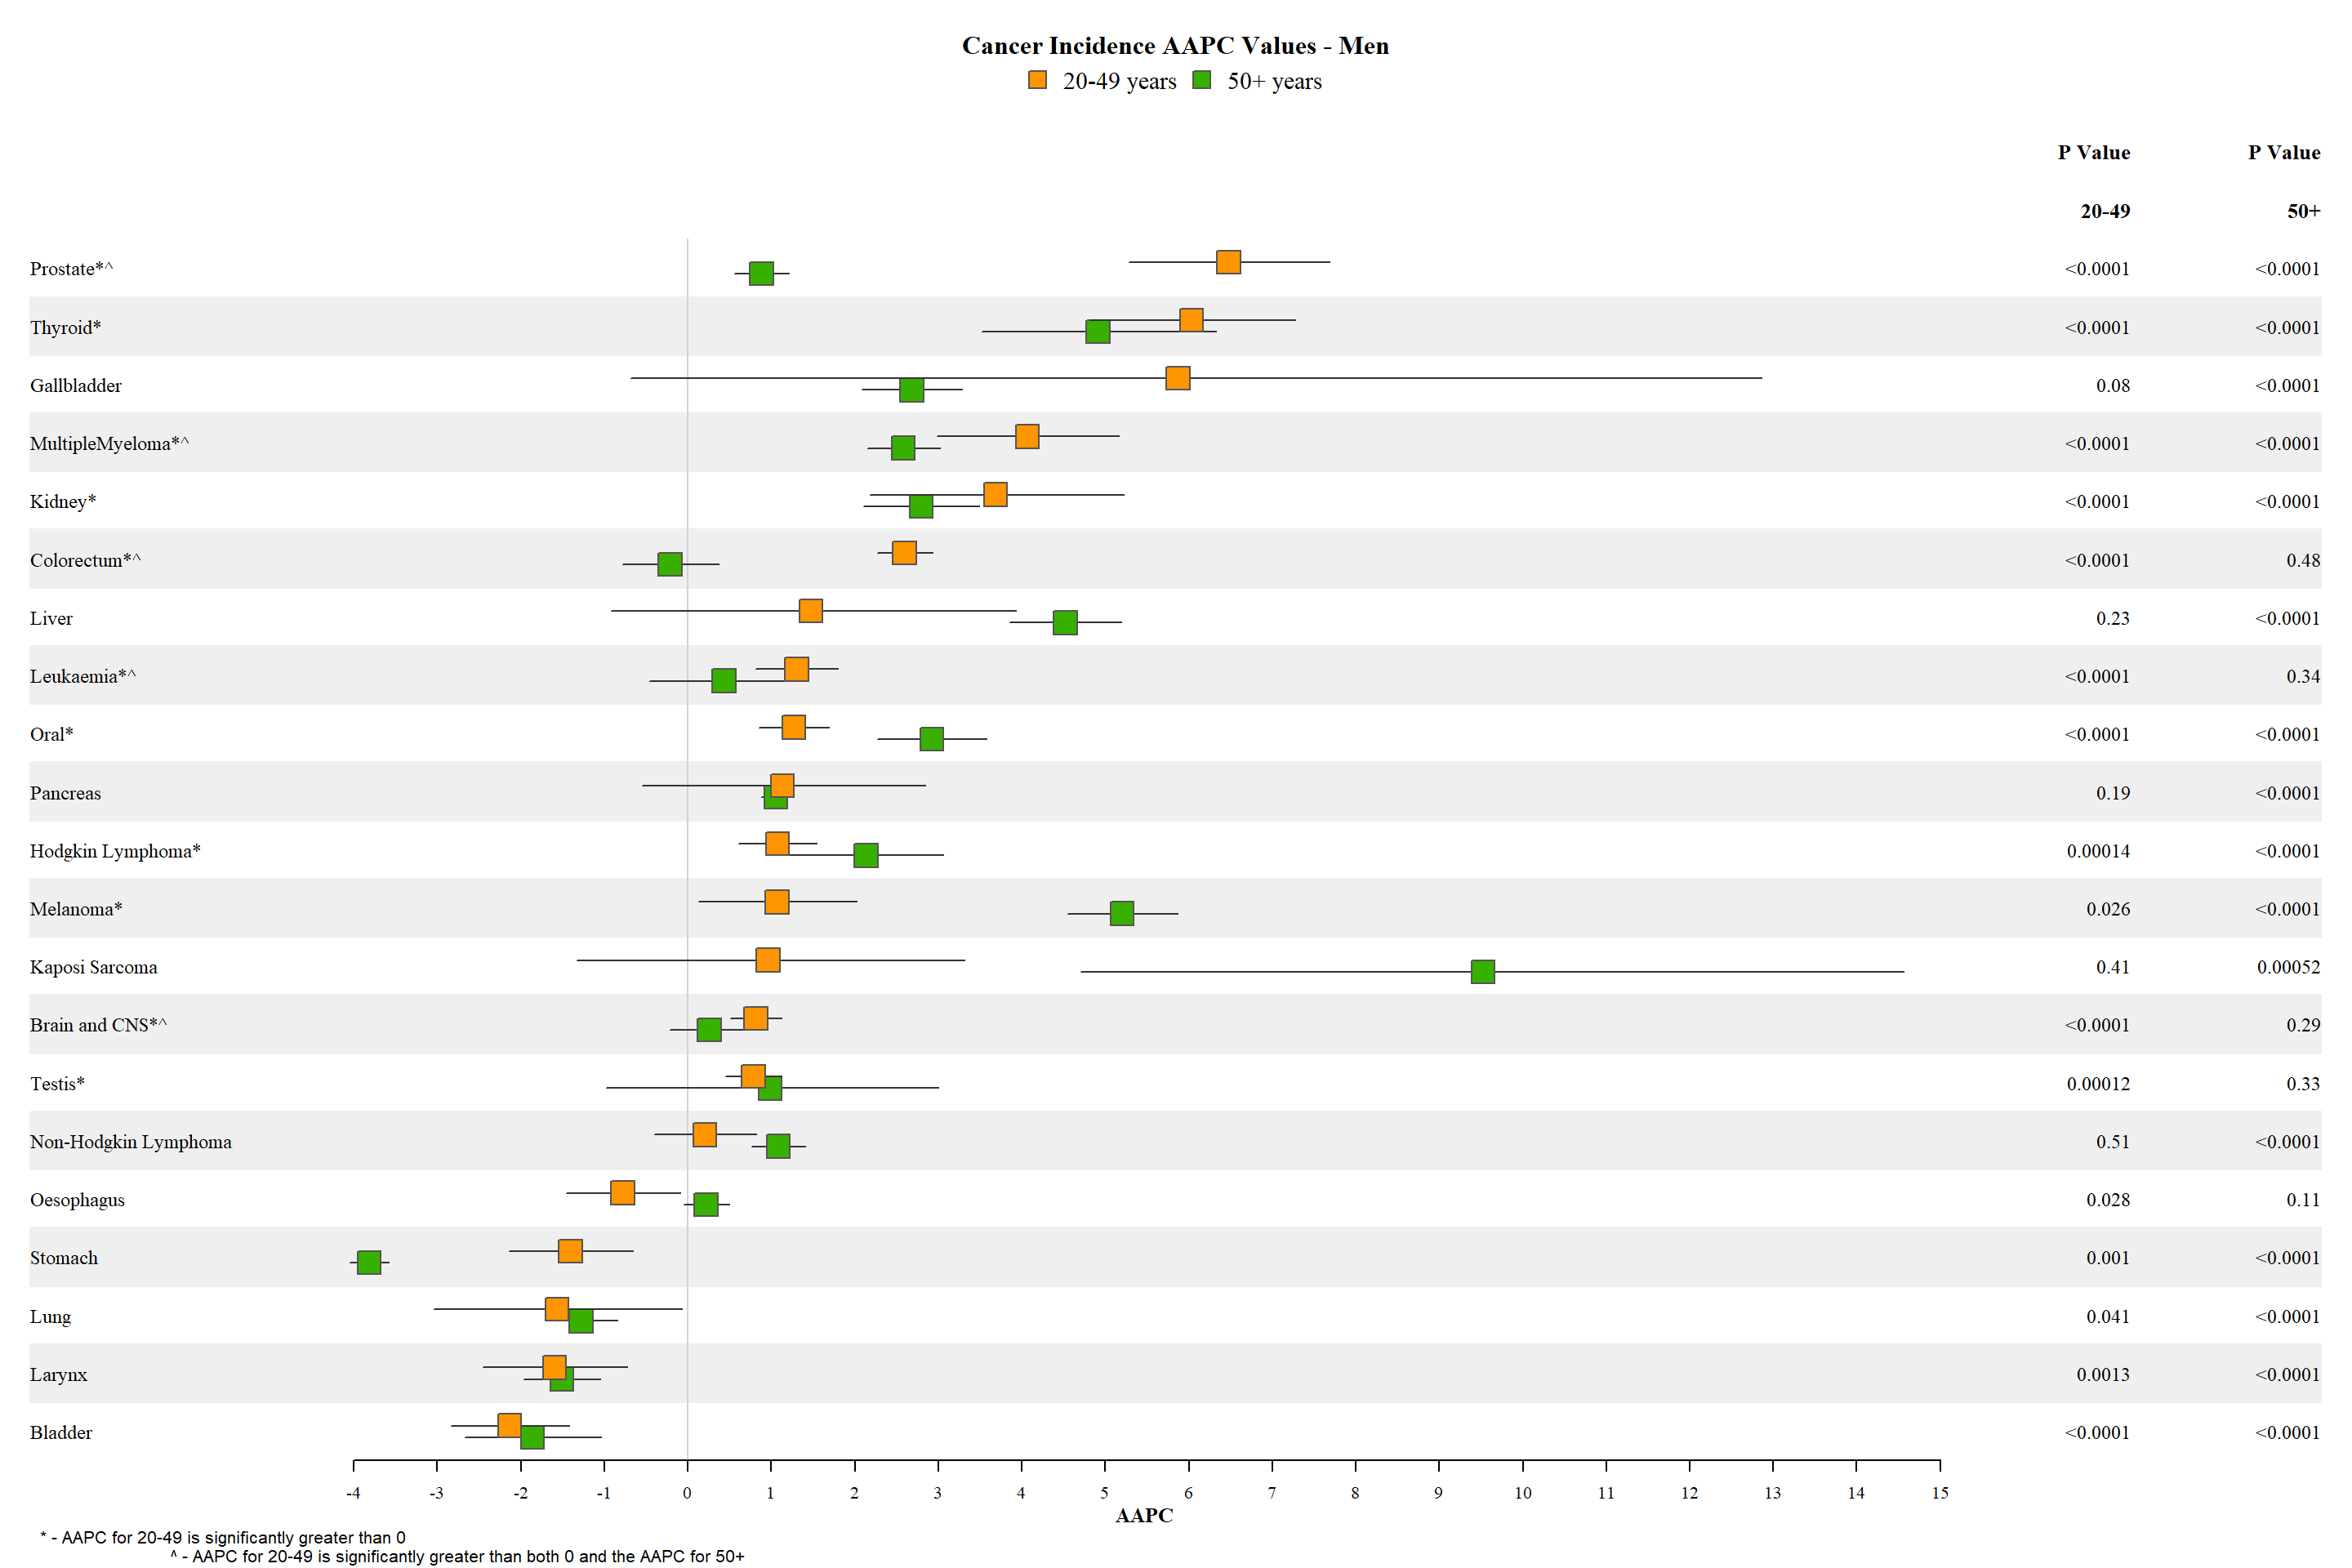 Cancer Incidence AAPC Values - Men
20-49 years 50+ years
P Value P Value
20-49 50+
Prostate*^ <0.0001 <0.0001
Thyroid* <0.0001 <0.0001
Gallbladder 0.08 <0.0001
MultipleMyeloma*^ <0.0001 <0.0001
Kidney* <0.0001 <0.0001
Colorectum*^ <0.0001 0.48
Liver 0.23 <0.0001
Leukaemia*^ <0.0001 0.34
Oral* <0.0001 <0.0001
Pancreas 0.19 <0.0001
Hodgkin Lymphoma* 0.00014 <0.0001
Melanoma* 0.026 <0.0001
Kaposi Sarcoma 0.41 0.00052
Brain and CNS*^ <0.0001 0.29
Testis* 0.00012 0.33
Non-Hodgkin Lymphoma 0.51 <0.0001
Oesophagus 0.028 0.11
Stomach 0.001 <0.0001
Lung 0.041 <0.0001
Larynx 0.0013 <0.0001
Bladder <0.0001 <0.0001
-4 -3 -2 -1 0 1 2 3 4 5 6 7 8 9 10 11 12 13 14 15
AAPC
* - AAPC for 20-49 is significantly greater than 0
^ - AAPC for 20-49 is significantly greater than both 0 and the AAPC for 50+